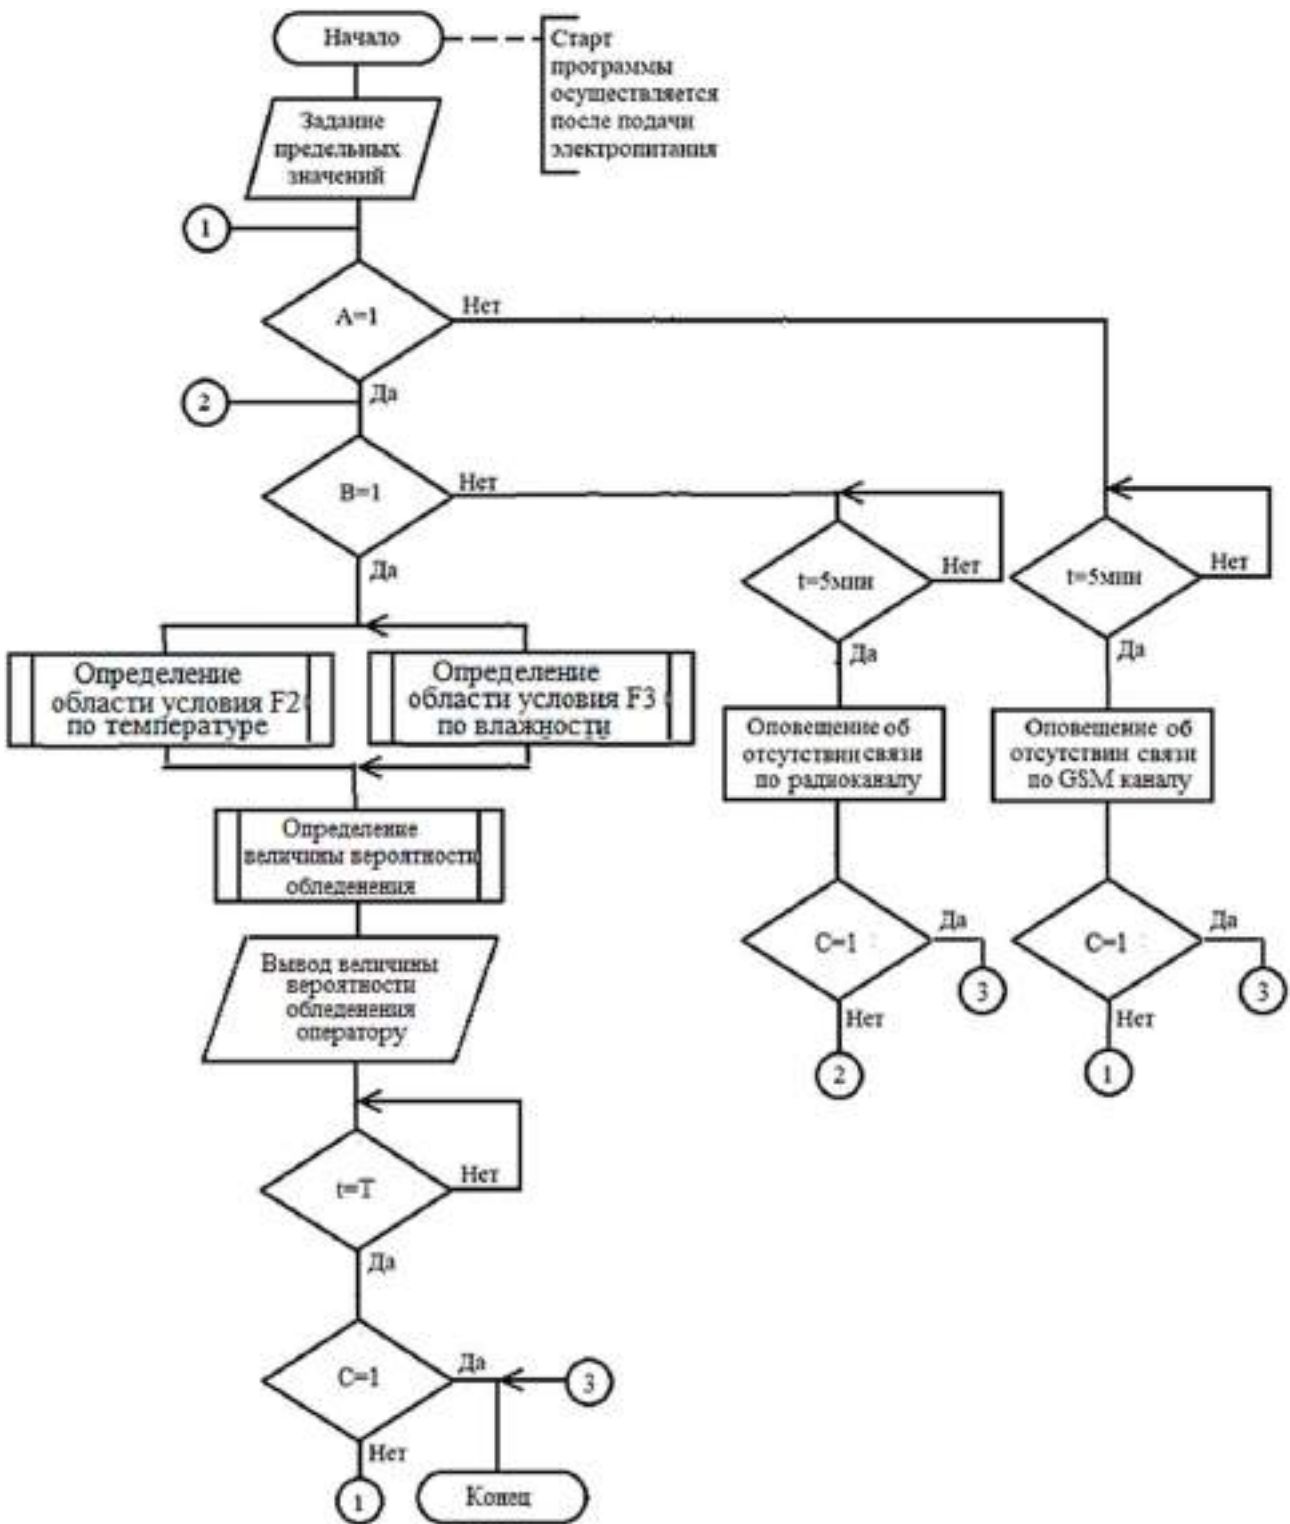 Начало
Старт
программы
осуществляется
после подачи
электропитания
Задание
предельных
значений
1
A=1
Нет
Да
2
B=1
Нет
Да
t=5мин
Нет
Да
t=5мин
Нет
Да
Определение
области условия F2
по температуре
Определение
области условия F3
по влажности
Оповещение об
отсутствии связи
по радиоканалу
Оповещение об
отсутствии связи
по GSM каналу
Определение
величины вероятности
обледенения
C=1
Да
3
Нет
2
C=1
Да
3
Нет
1
Вывод величины
вероятности
обледенения
оператору
t=T
Нет
Да
C=1
Да
3
Нет
1
Конец